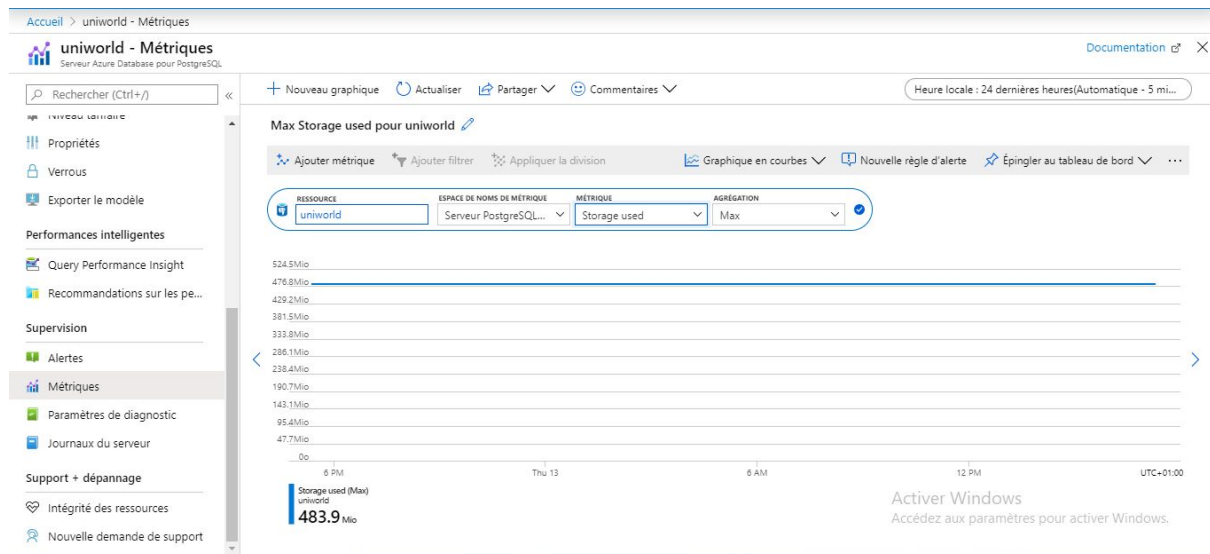 Accueil > uniworld - Métriques
uniworld - Métriques
Serveur Azure Database pour PostgreSQL
Documentation
Rechercher (Ctrl+/)
Niveau tarifaire
Propriétés
Verrous
Exporter le modèle
Performances intelligentes
Query Performance Insight
Recommandations sur les pe...
Supervision
Alertes
Métriques
Paramètres de diagnostic
Journaux du serveur
Support + dépannage
Intégrité des ressources
Nouvelle demande de support
Nouveau graphique Actualiser Partager Commentaires
Heure locale : 24 dernières heures(Automatique - 5 mi...
Max Storage used pour uniworld
Ajouter métrique Ajouter filtrer Appliquer la division Graphique en courbes Nouvelle règle d'alerte Épingler au tableau de bord ...
RESSOURCE ESPACE DE NOMS DE MÉTRIQUE MÉTRIQUE AGRÉGATION
uniworld Serveur PostgreSQL... Storage used Max
524.5Mio
476.8Mio
429.2Mio
381.5Mio
333.8Mio
286.1Mio
238.4Mio
190.7Mio
143.1Mio
95.4Mio
47.7Mio
0o
6 PM Thu 13 6 AM 12 PM UTC+01:00
Storage used (Max)
uniworld
483.9 Mio
Activer Windows
Accédez aux paramètres pour activer Windows.